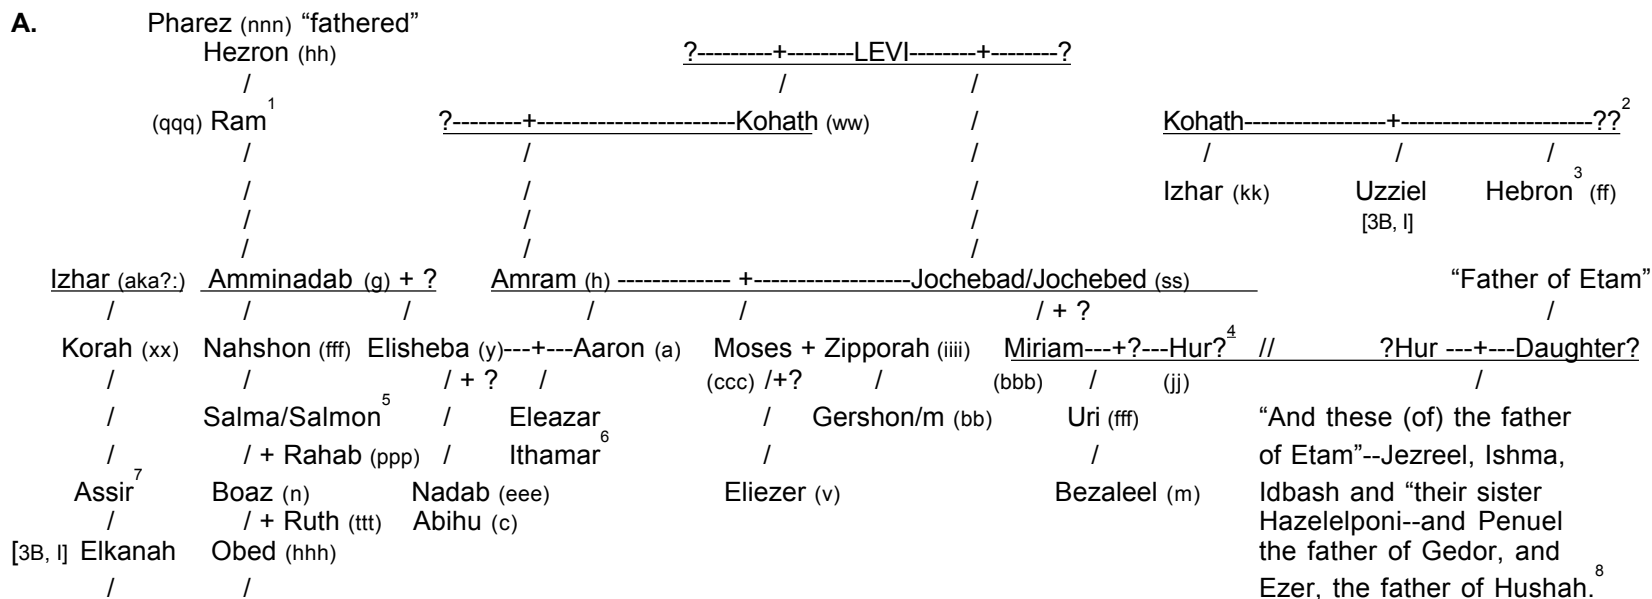 A. Pharez (nnn) “fathered”
Hezron (hh) ?---------+--------LEVI--------+--------?
/ / /
(qqq) Ram1 ?--------+-----------------------Kohath (ww) / Kohath-----------------+-----------------------??2
/ / / / / /
/ / / Izhar (kk) Uzziel Hebron3 (ff)
/ / / [3B, I]
/ / /
Izhar (aka?:) Amminadab (g) + ? Amram (h) ------------- +------------------Jochebad/Jochebed (ss) “Father of Etam”
/ / / / / / + ? /
Korah (xx) Nahshon (fff) Elisheba (y)---+---Aaron (a) Moses + Zipporah (iiii) Miriam---+?---Hur?4 // ?Hur ---+---Daughter?
/ / / + ? / (ccc) /+? / (bbb) / (jj) /
/ Salma/Salmon5 / Eleazar / Gershon/m (bb) Uri (fff) “And these (of) the father
/ / + Rahab (ppp) / Ithamar6 / / of Etam”--Jezreel, Ishma,
Assir7 Boaz (n) Nadab (eee) Eliezer (v) Bezaleel (m) Idbash and “their sister
/ / + Ruth (ttt) Abihu (c) Hazelelponi--and Penuel
[3B, I] Elkanah Obed (hhh) the father of Gedor, and
/ / Ezer, the father of Hushah.8